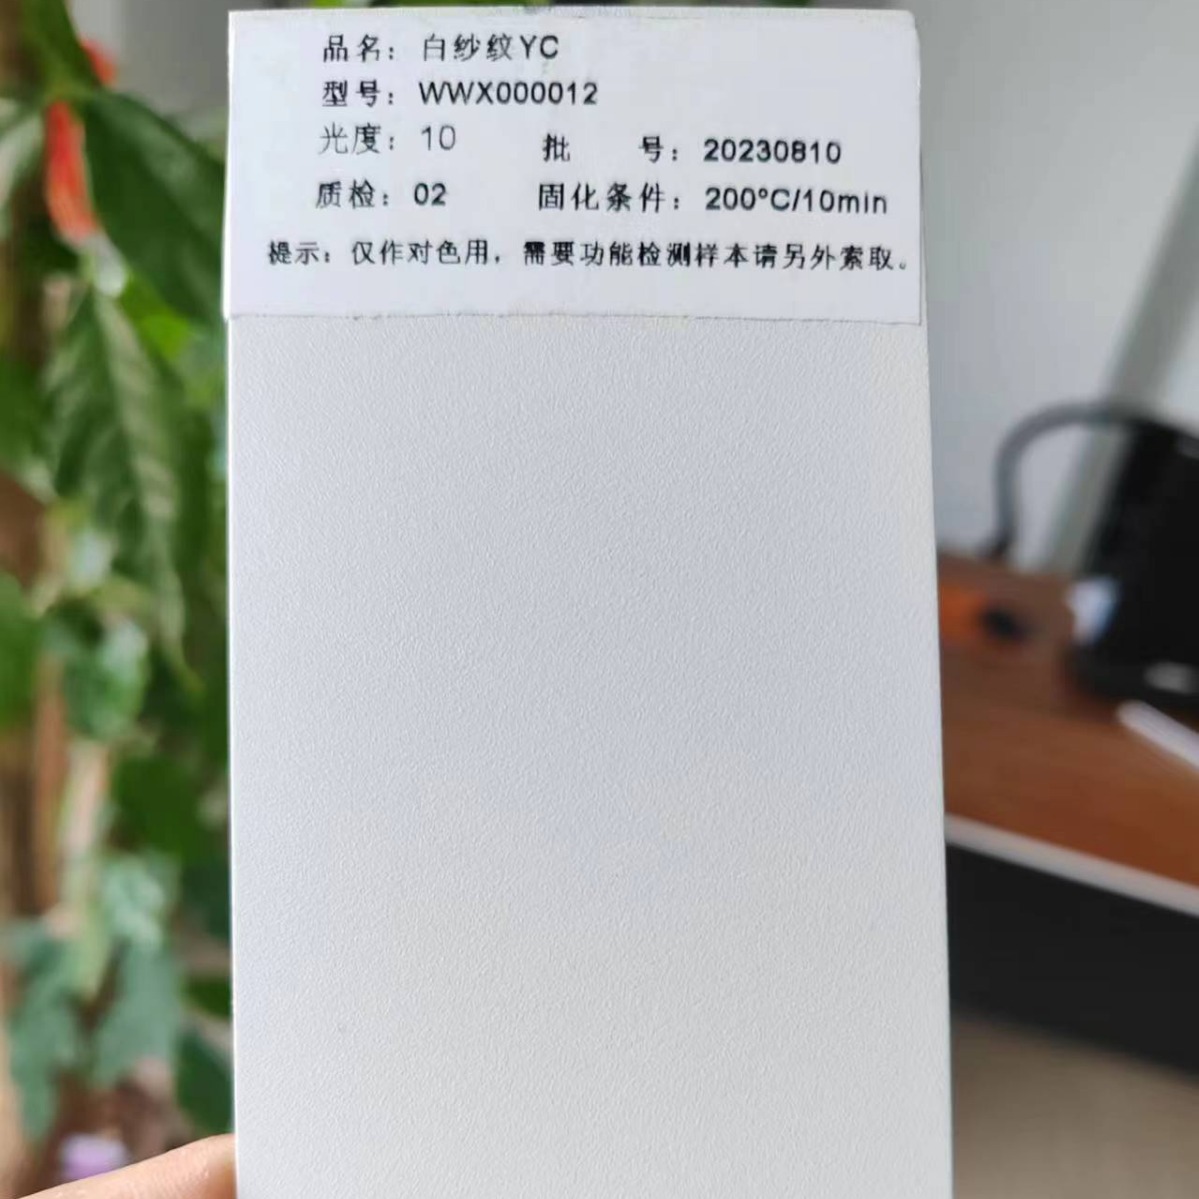 品名：白纱纹YC
型号：WWX000012
光度：10 批 号：20230810
质检：02 固化条件：200°C/10min
提示：仅作对色用，需要功能检测样本请另外索取。